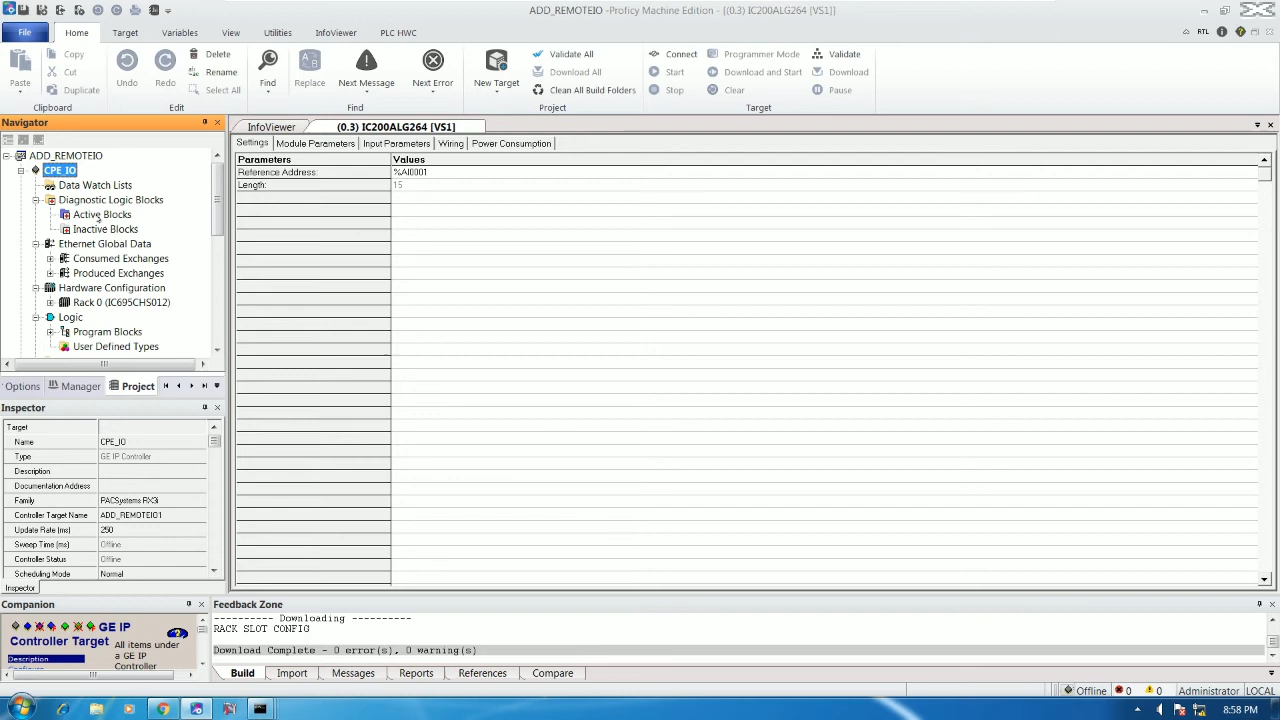 ADD_REMOTEIO - Proficy Machine Edition - [(0.3) IC200ALG264 [VS1]]
File Home Target Variables View Utilities InfoViewer PLC HWC RTL
Paste Copy Cut Duplicate Undo Redo Delete Rename Select All Find Replace Next Message Next Error New Target Validate All Download All Clean All Build Folders Connect Start Stop Programmer Mode Download and Start Clear Validate Download Pause
Clipboard Edit Find Project Target
Navigator
ADD_REMOTEIO
CPE_IO
Data Watch Lists
Diagnostic Logic Blocks
Active Blocks
Inactive Blocks
Ethernet Global Data
Consumed Exchanges
Produced Exchanges
Hardware Configuration
Rack 0 (IC695CHS012)
Logic
Program Blocks
User Defined Types
Options Manager Project
InfoViewer (0.3) IC200ALG264 [VS1]
Settings Module Parameters Input Parameters Wiring Power Consumption
Parameters Values
Reference Address: %AI0001
Length: 15
Inspector
Target
Name CPE_IO
Type GE IP Controller
Description
Documentation Address
Family PACSystems RX3i
Controller Target Name ADD_REMOTEIO1
Update Rate (ms) 250
Sweep Time (ms) Offline
Controller Status Offline
Scheduling Mode Normal
Inspector
Companion
GE IP
Controller Target
Description
All items
under a
GE IP
Controller
Feedback Zone
---------- Downloading ----------
RACK SLOT CONFIG
Download Complete - 0 error(s), 0 warning(s)
Build Import Messages Reports References Compare
Offline 0 0 Administrator LOCAL
8:58 PM